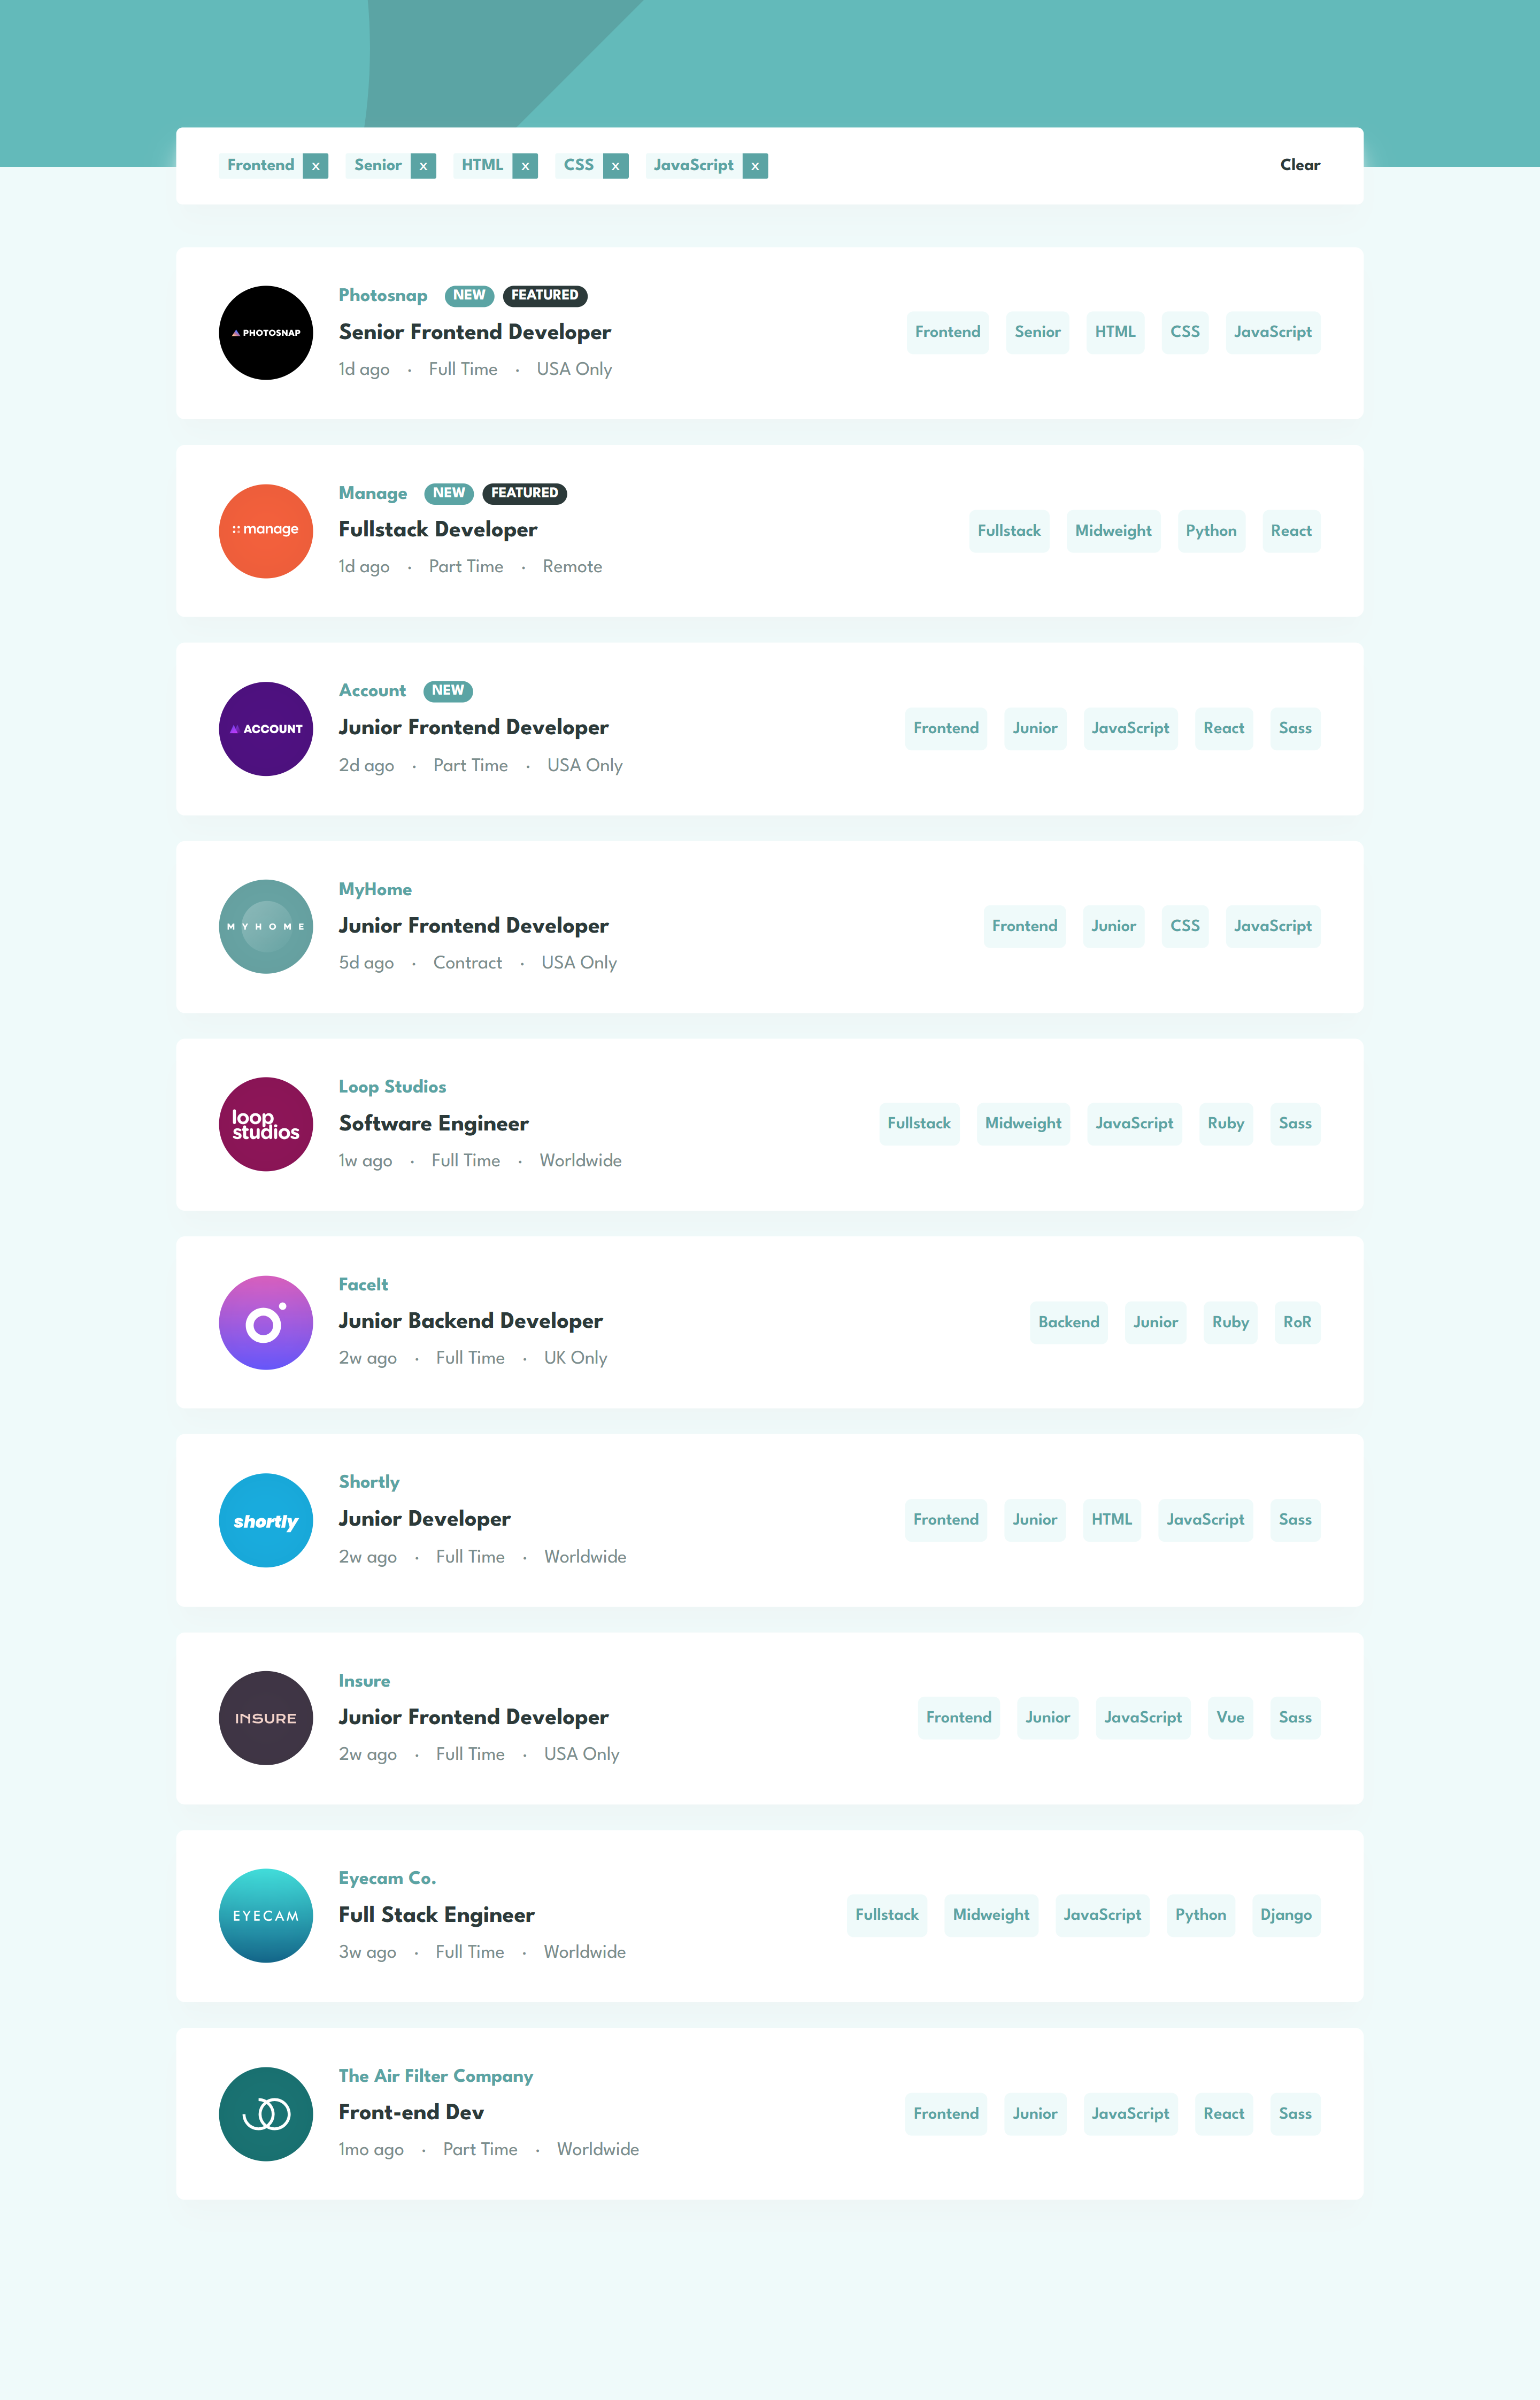 Frontend x Senior x HTML x CSS x JavaScript x Clear
PHOTOSNAP
Photosnap NEW FEATURED
Senior Frontend Developer
1d ago · Full Time · USA Only
Frontend Senior HTML CSS JavaScript
manage
Manage NEW FEATURED
Fullstack Developer
1d ago · Part Time · Remote
Fullstack Midweight Python React
ACCOUNT
Account NEW
Junior Frontend Developer
2d ago · Part Time · USA Only
Frontend Junior JavaScript React Sass
MYHOME
MyHome
Junior Frontend Developer
5d ago · Contract · USA Only
Frontend Junior CSS JavaScript
loop
studios
Loop Studios
Software Engineer
1w ago · Full Time · Worldwide
Fullstack Midweight JavaScript Ruby Sass
FaceIt
Junior Backend Developer
2w ago · Full Time · UK Only
Backend Junior Ruby RoR
shortly
Shortly
Junior Developer
2w ago · Full Time · Worldwide
Frontend Junior HTML JavaScript Sass
INSURE
Insure
Junior Frontend Developer
2w ago · Full Time · USA Only
Frontend Junior JavaScript Vue Sass
EYECAM
Eyecam Co.
Full Stack Engineer
3w ago · Full Time · Worldwide
Fullstack Midweight JavaScript Python Django
The Air Filter Company
Front-end Dev
1mo ago · Part Time · Worldwide
Frontend Junior JavaScript React Sass